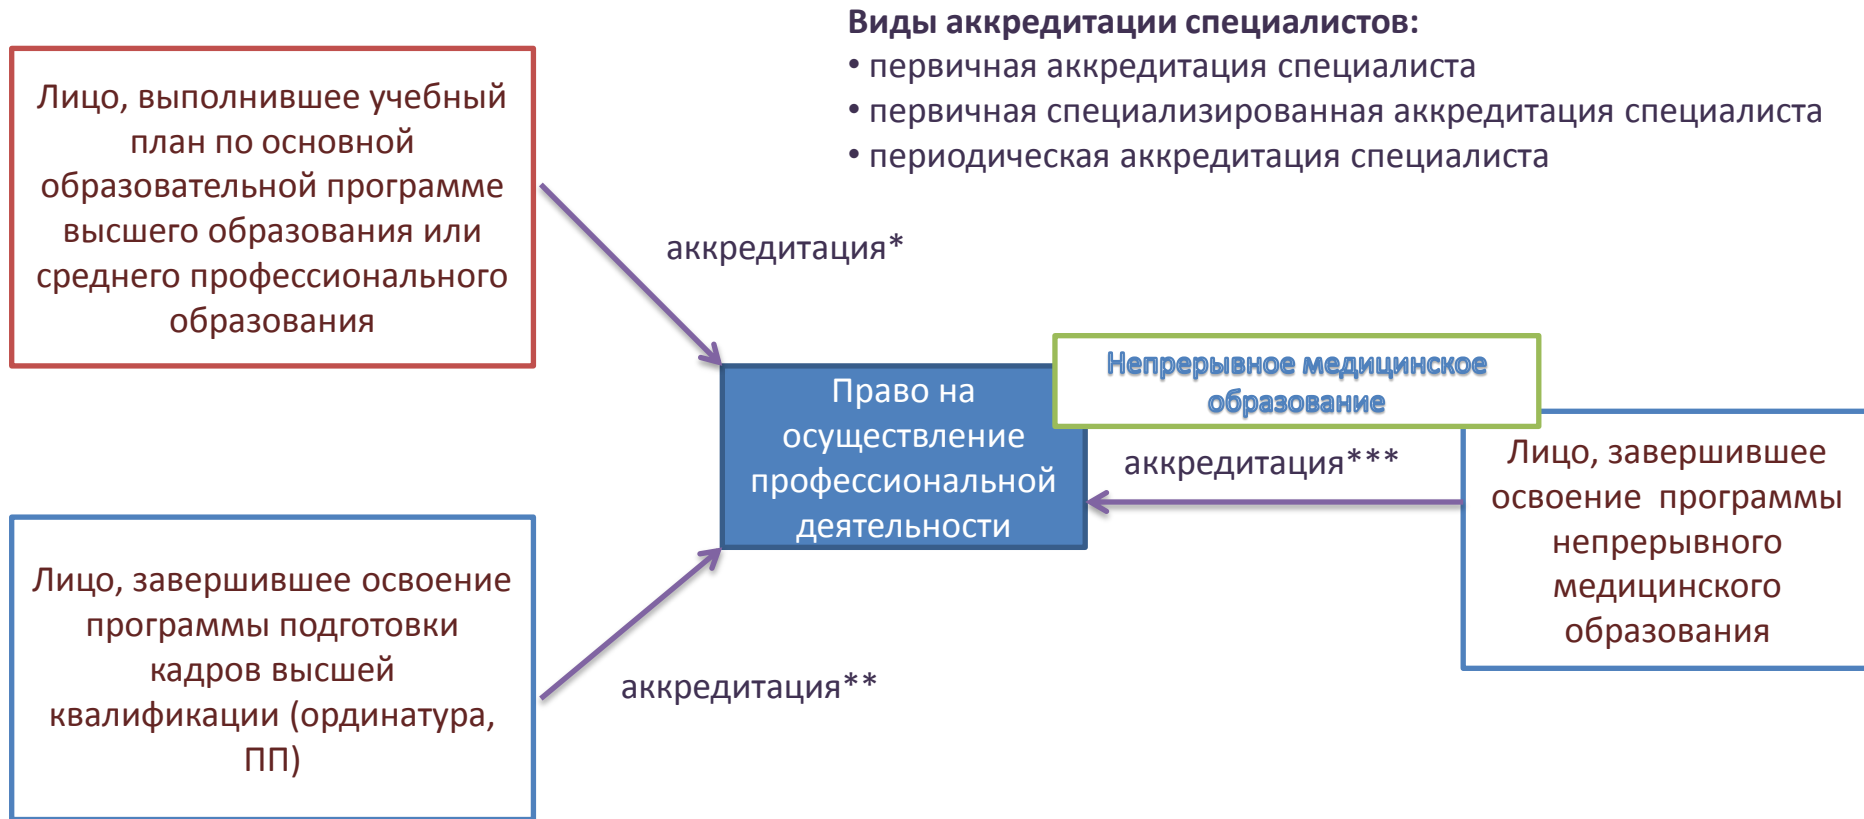 Виды аккредитации специалистов:
• первичная аккредитация специалиста
• первичная специализированная аккредитация специалиста
• периодическая аккредитация специалиста
Лицо, выполнившее учебный
план по основной
образовательной программе
высшего образования или
среднего профессионального
образования
аккредитация*
Непрерывное медицинское
образование
Право на
осуществление
профессиональной
деятельности
аккредитация***
Лицо, завершившее
освоение программы
непрерывного
медицинского
образования
Лицо, завершившее освоение
программы подготовки
кадров высшей
квалификации (ординатура,
ПП)
аккредитация**